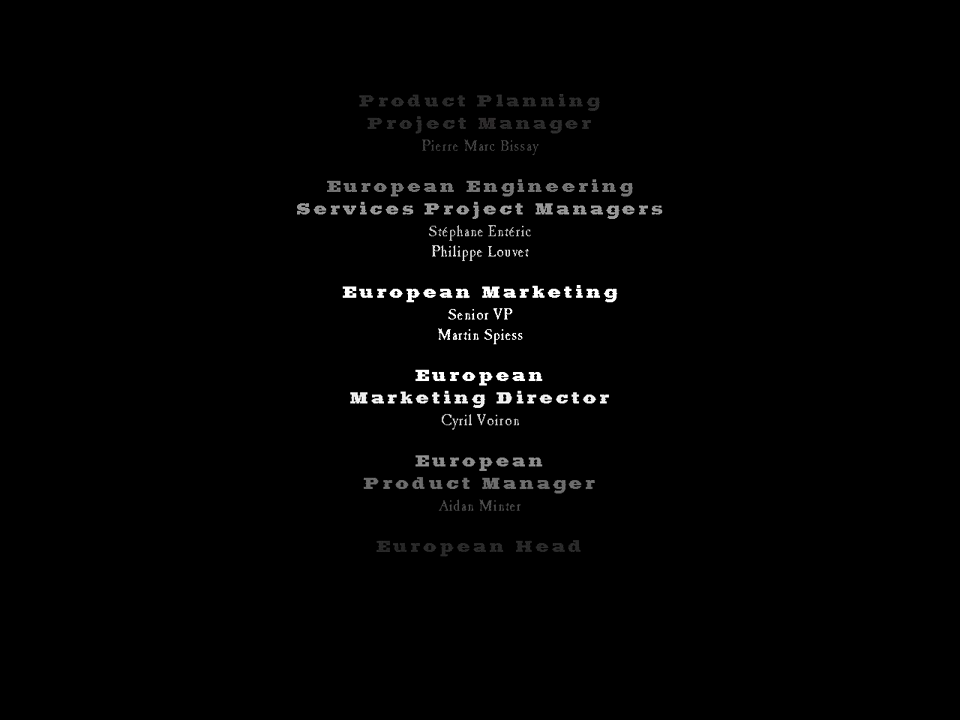 Product Planning
Project Manager
Pierre Marc Bissay
European Engineering
Services Project Managers
Stéphane Entéric
Philippe Louvet
European Marketing
Senior VP
Martin Spiess
European
Marketing Director
Cyril Voiron
European
Product Manager
Aidan Minter
European Head